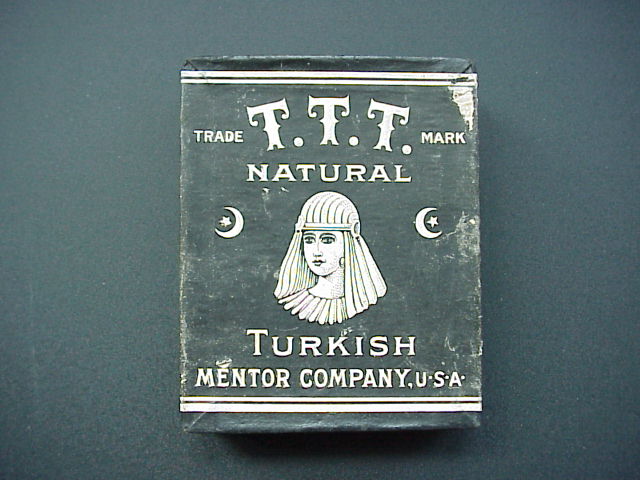 TRADE T.T.T. MARK
NATURAL
TURKISH
MENTOR COMPANY, U·S·A·